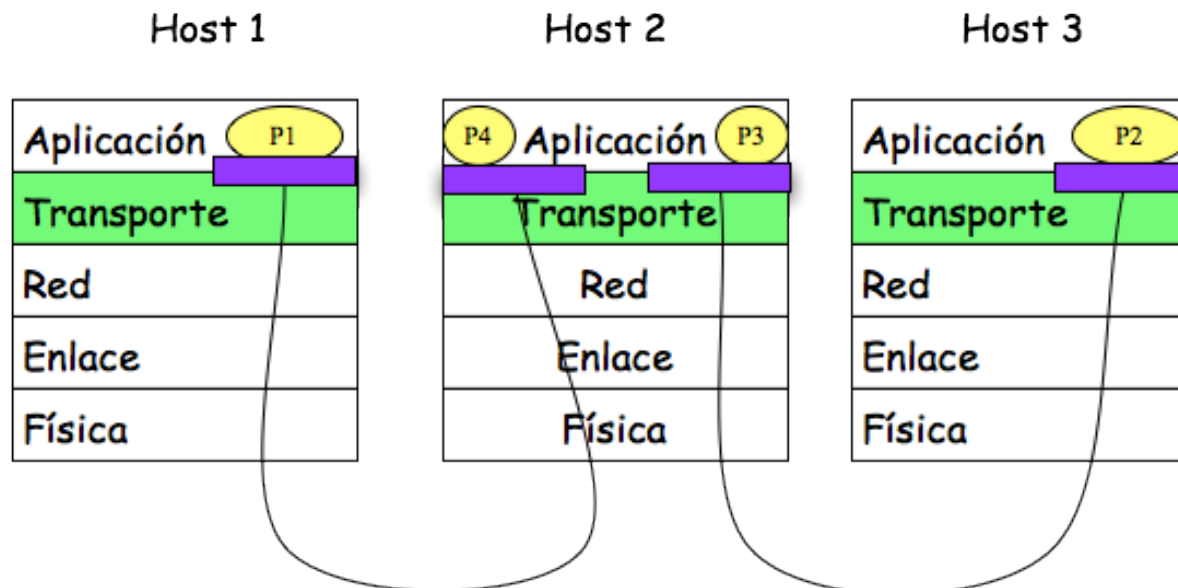 Host 1
Host 2
Host 3
Aplicación P1
P4 Aplicación P3
Aplicación P2
Transporte
Transporte
Transporte
Red
Red
Red
Enlace
Enlace
Enlace
Física
Física
Física